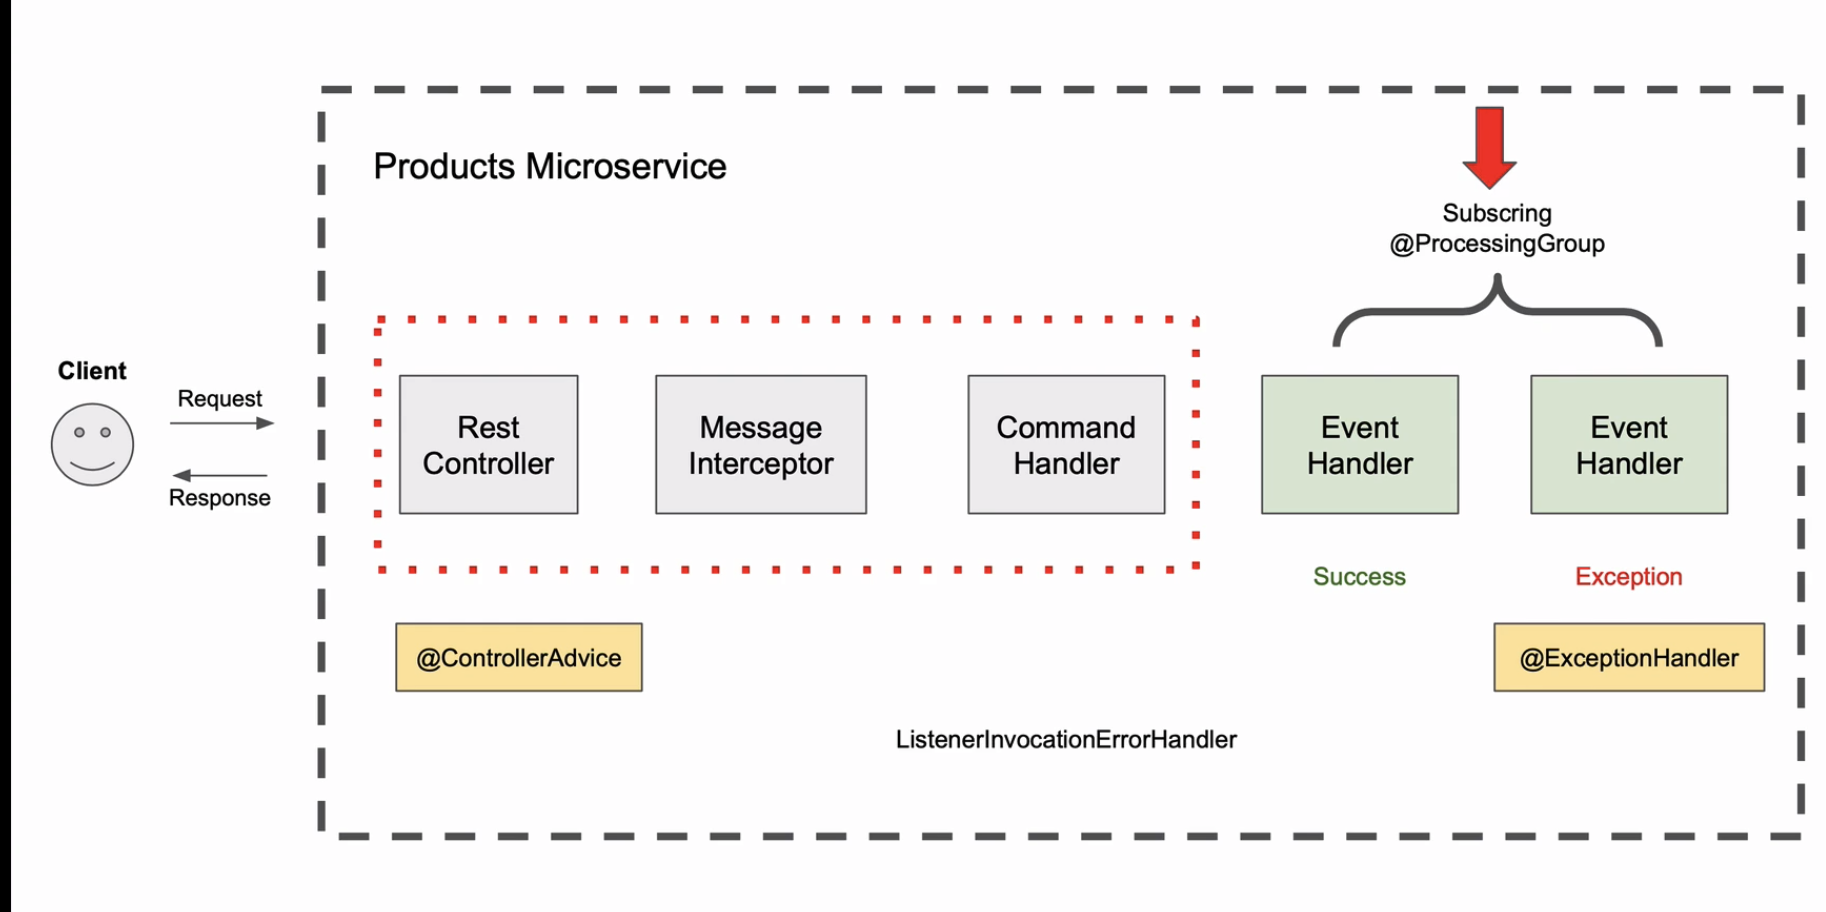 Products Microservice
Subscring
@ProcessingGroup
Client
Request
Response
Rest
Controller
Message
Interceptor
Command
Handler
Event
Handler
Event
Handler
Success
Exception
@ControllerAdvice
@ExceptionHandler
ListenerInvocationErrorHandler